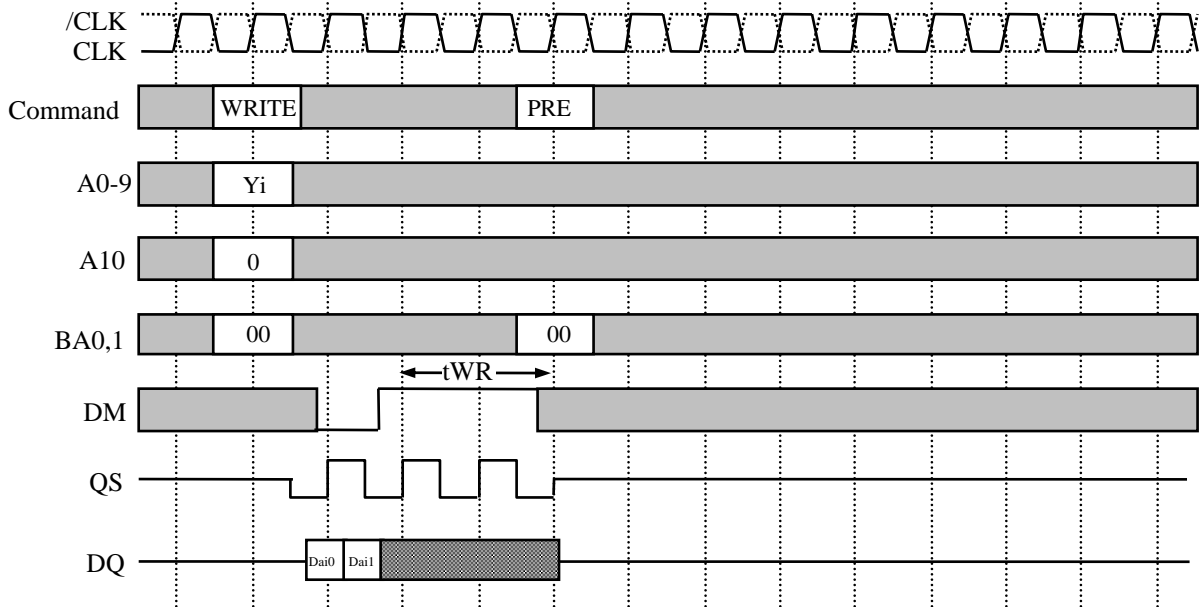 /CLK
CLK
Command WRITE PRE
A0-9 Yi
A10 0
BA0,1 00 00
tWR
DM
QS
DQ Dai0 Dai1